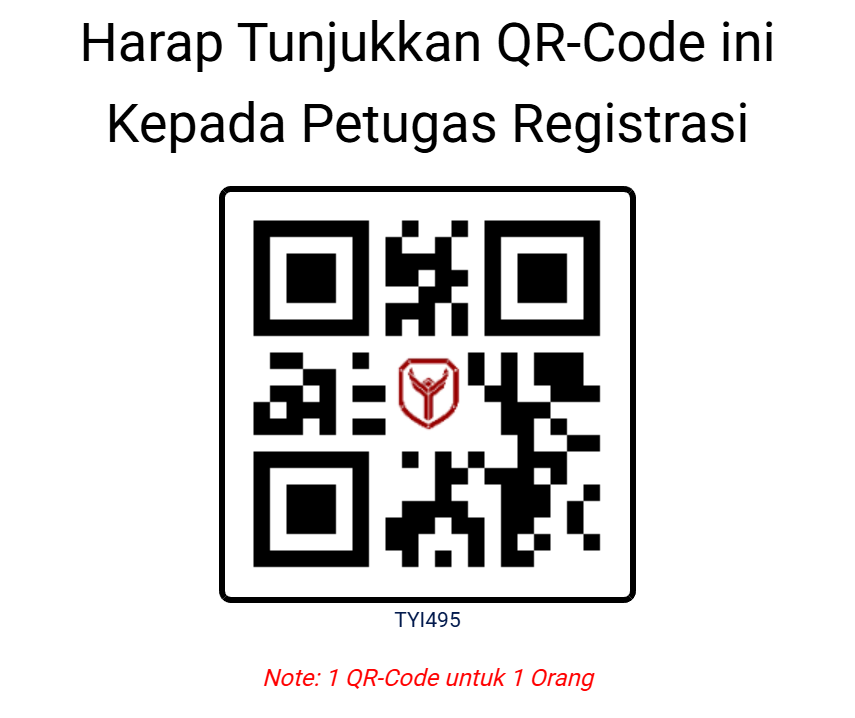 Harap Tunjukkan QR-Code ini
Kepada Petugas Registrasi
TYI495
Note: 1 QR-Code untuk 1 Orang